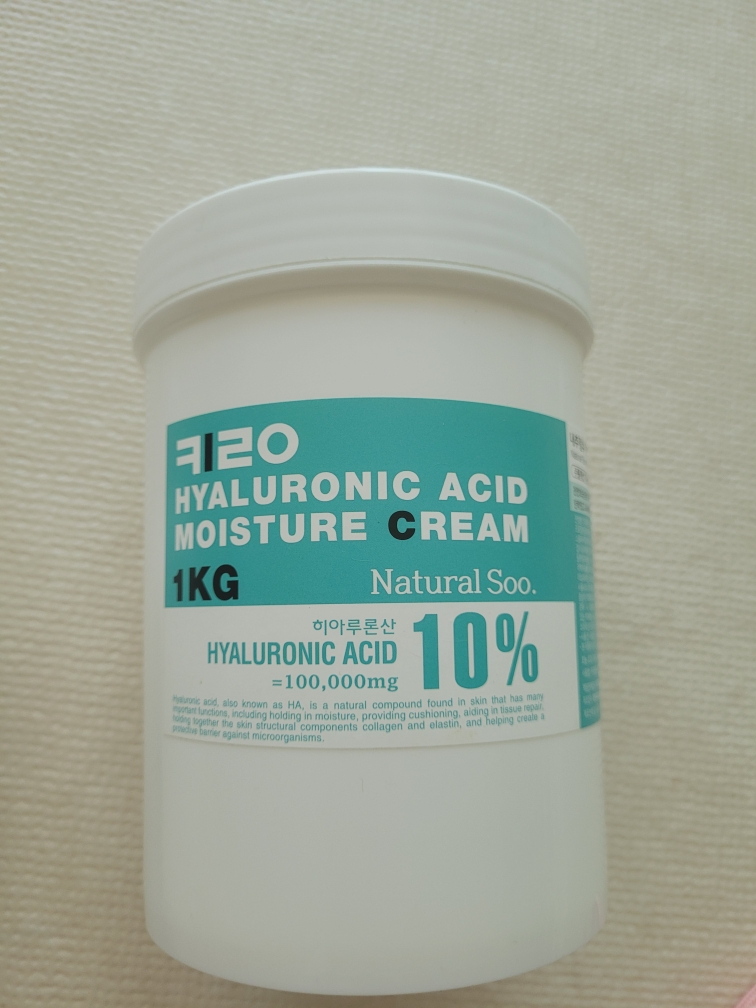 키로
HYALURONIC ACID
MOISTURE CREAM
1KG
Natural Soo.
히아루론산
HYALURONIC ACID
=100,000mg
10%
Hyaluronic acid, also known as HA, is a natural compound found in skin that has many
important functions, including holding in moisture, providing cushioning, aiding in tissue repair,
holding together the skin structural components collagen and elastin, and helping create a
protective barrier against microorganisms.